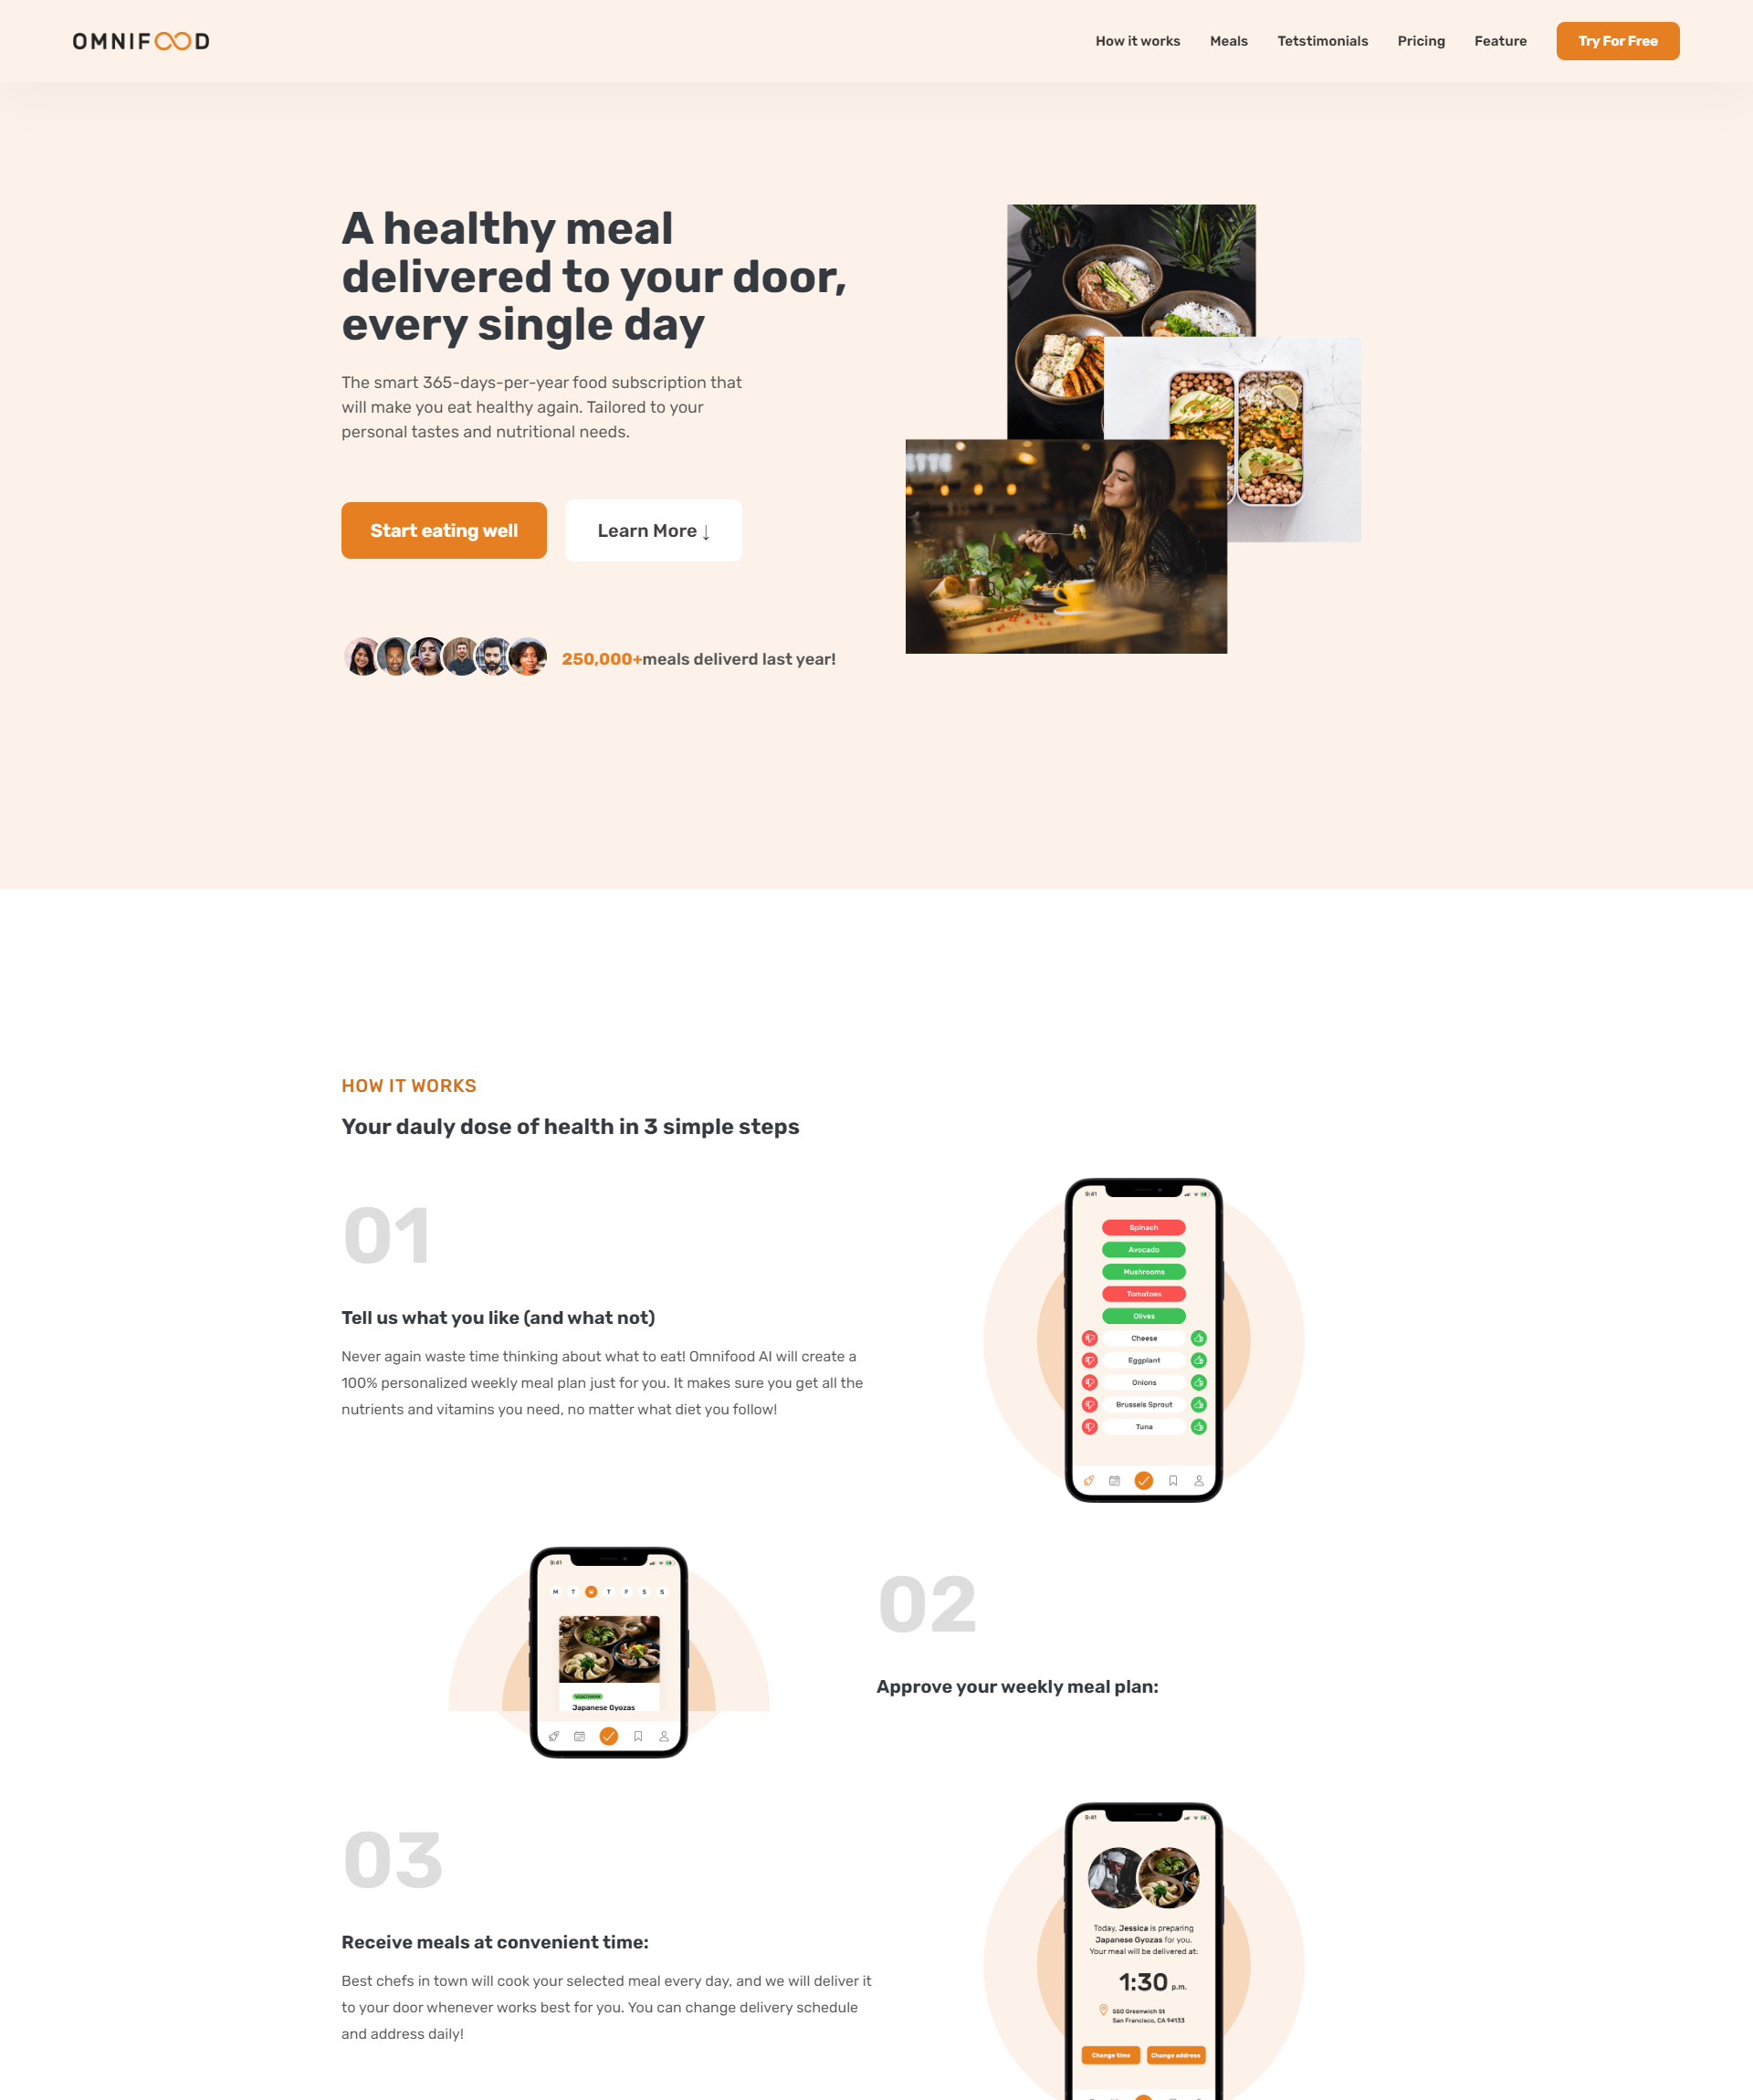 OMNIFOOD
How it works
Meals
Tetstimonials
Pricing
Feature
Try For Free
A healthy meal
delivered to your door,
every single day
The smart 365-days-per-year food subscription that
will make you eat healthy again. Tailored to your
personal tastes and nutritional needs.
Start eating well
Learn More ↓
250,000+meals deliverd last year!
HOW IT WORKS
Your dauly dose of health in 3 simple steps
01
Tell us what you like (and what not)
Never again waste time thinking about what to eat! Omnifood AI will create a
100% personalized weekly meal plan just for you. It makes sure you get all the
nutrients and vitamins you need, no matter what diet you follow!
9:41
Spinach
Avocado
Mushrooms
Tomatoes
Olives
Cheese
Eggplant
Onions
Brussels Sprout
Tuna
9:41
M T W T F S S
VEGETARIAN
Japanese Gyozas
02
Approve your weekly meal plan:
03
Receive meals at convenient time:
Best chefs in town will cook your selected meal every day, and we will deliver it
to your door whenever works best for you. You can change delivery schedule
and address daily!
9:41
Today, Jessica is preparing
Japanese Gyozas for you.
Your meal will be delivered at:
1:30 p.m.
550 Greenwich St
San Francisco, CA 94133
Change time
Change address